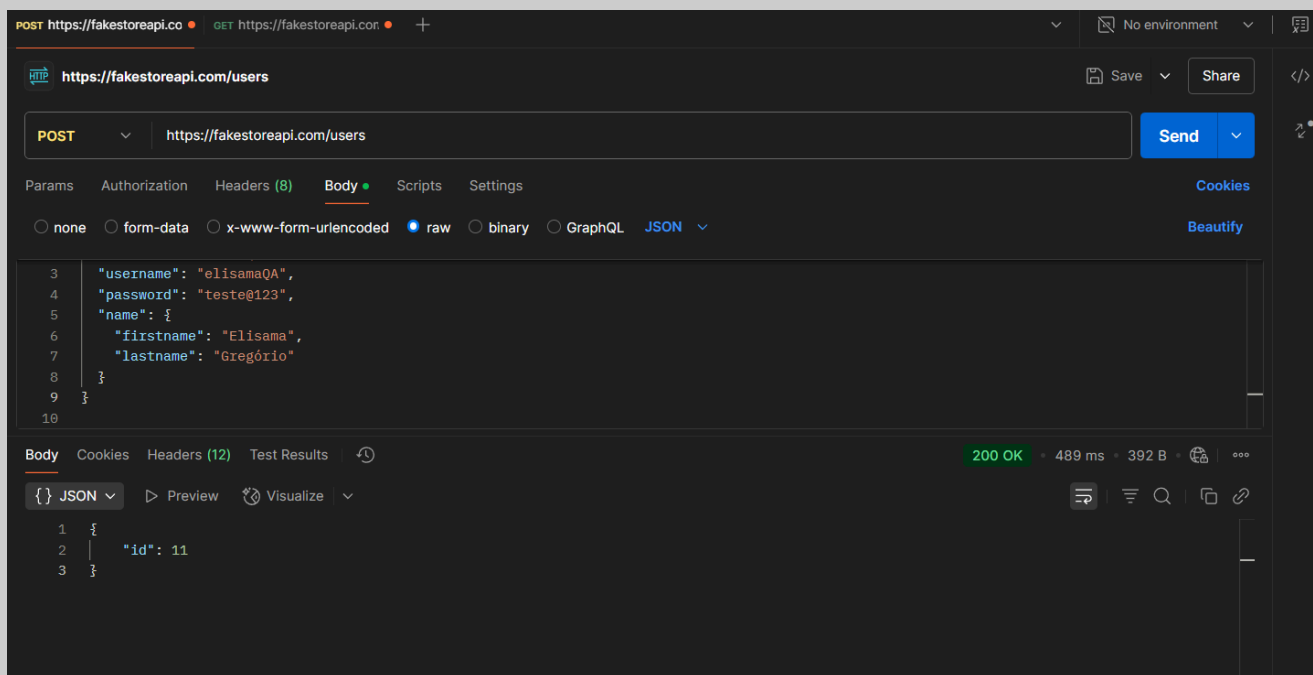 POST https://fakestoreapi.co GET https://fakestoreapi.con + No environment
HTTP https://fakestoreapi.com/users Save Share </>
POST https://fakestoreapi.com/users Send
Params Authorization Headers (8) Body Scripts Settings Cookies
none form-data x-www-form-urlencoded raw binary GraphQL JSON Beautify
3 "username": "elisamaQA",
4 "password": "teste@123",
5 "name": {
6 "firstname": "Elisama",
7 "lastname": "Gregório"
8 }
9 }
10
Body Cookies Headers (12) Test Results 200 OK • 489 ms • 392 B
{} JSON Preview Visualize
1 {
2 "id": 11
3 }